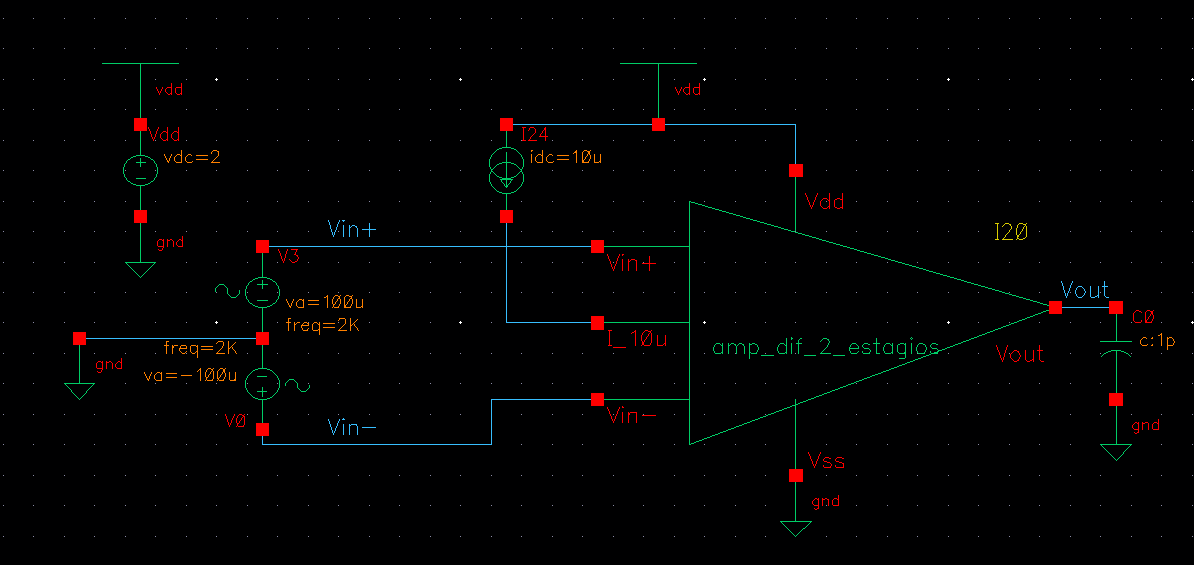 vdd
vdd
Vdd
I24
vdc=2
idc=10u
Vdd
gnd
Vin+
I20
V3
Vin+
va=100u
Vout
freq=2K
C0
freq=2K
I_10u
amp_dif_2_estagios
c:1p
gnd
Vout
va=-100u
V0
Vin-
Vin-
gnd
Vss
gnd